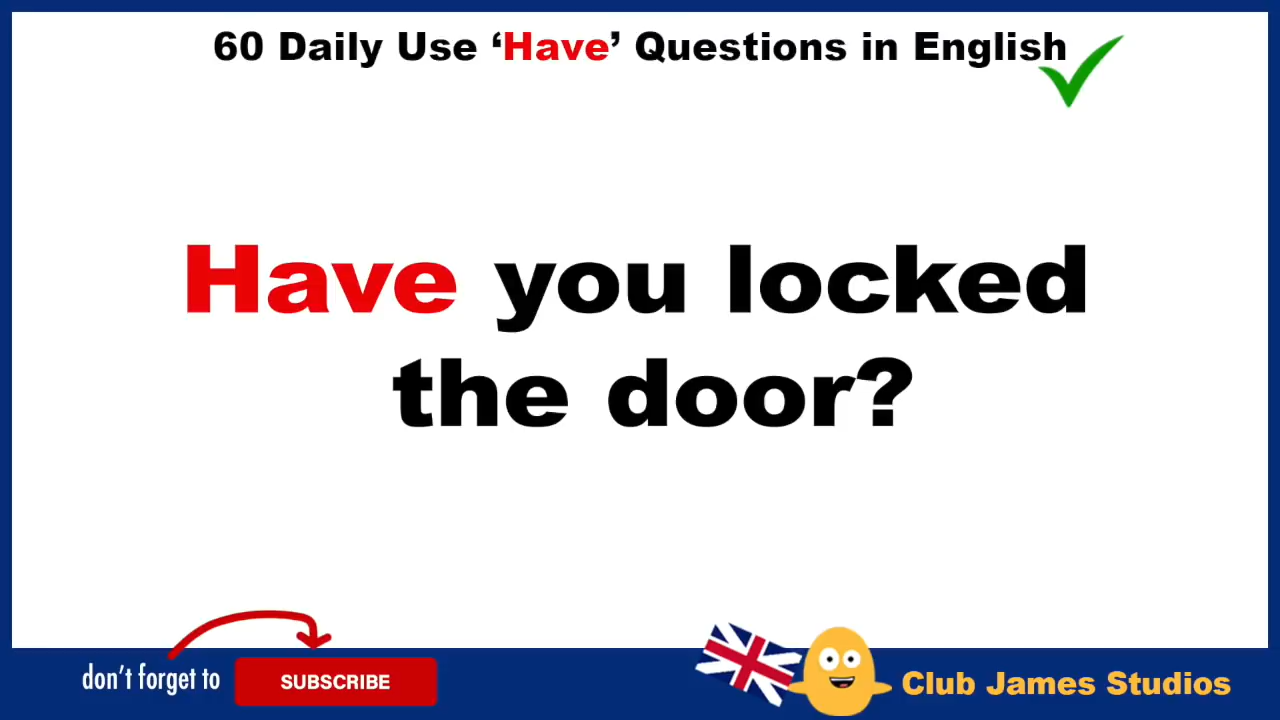 60 Daily Use ‘Have’ Questions in English
Have you locked
the door?
don't forget to
SUBSCRIBE
Club James Studios